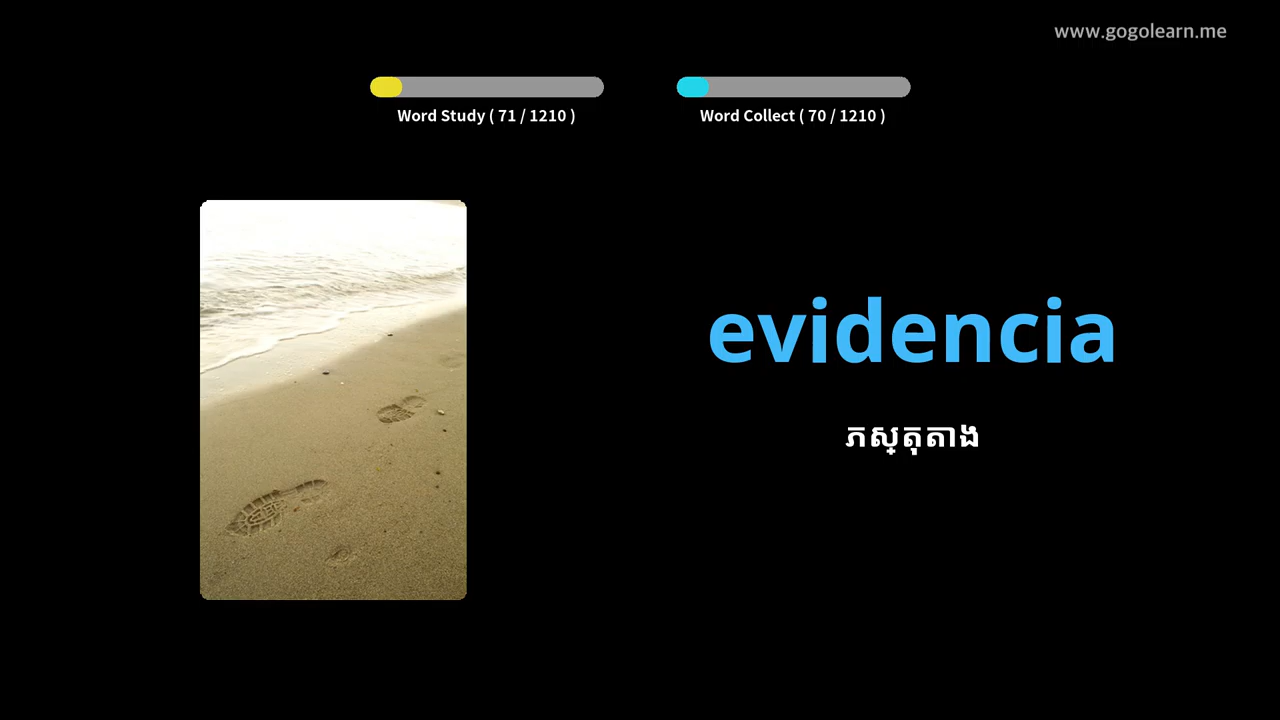 www.gogolearn.me
Word Study ( 71 / 1210 )
Word Collect ( 70 / 1210 )
evidencia
ភស្តុតាង